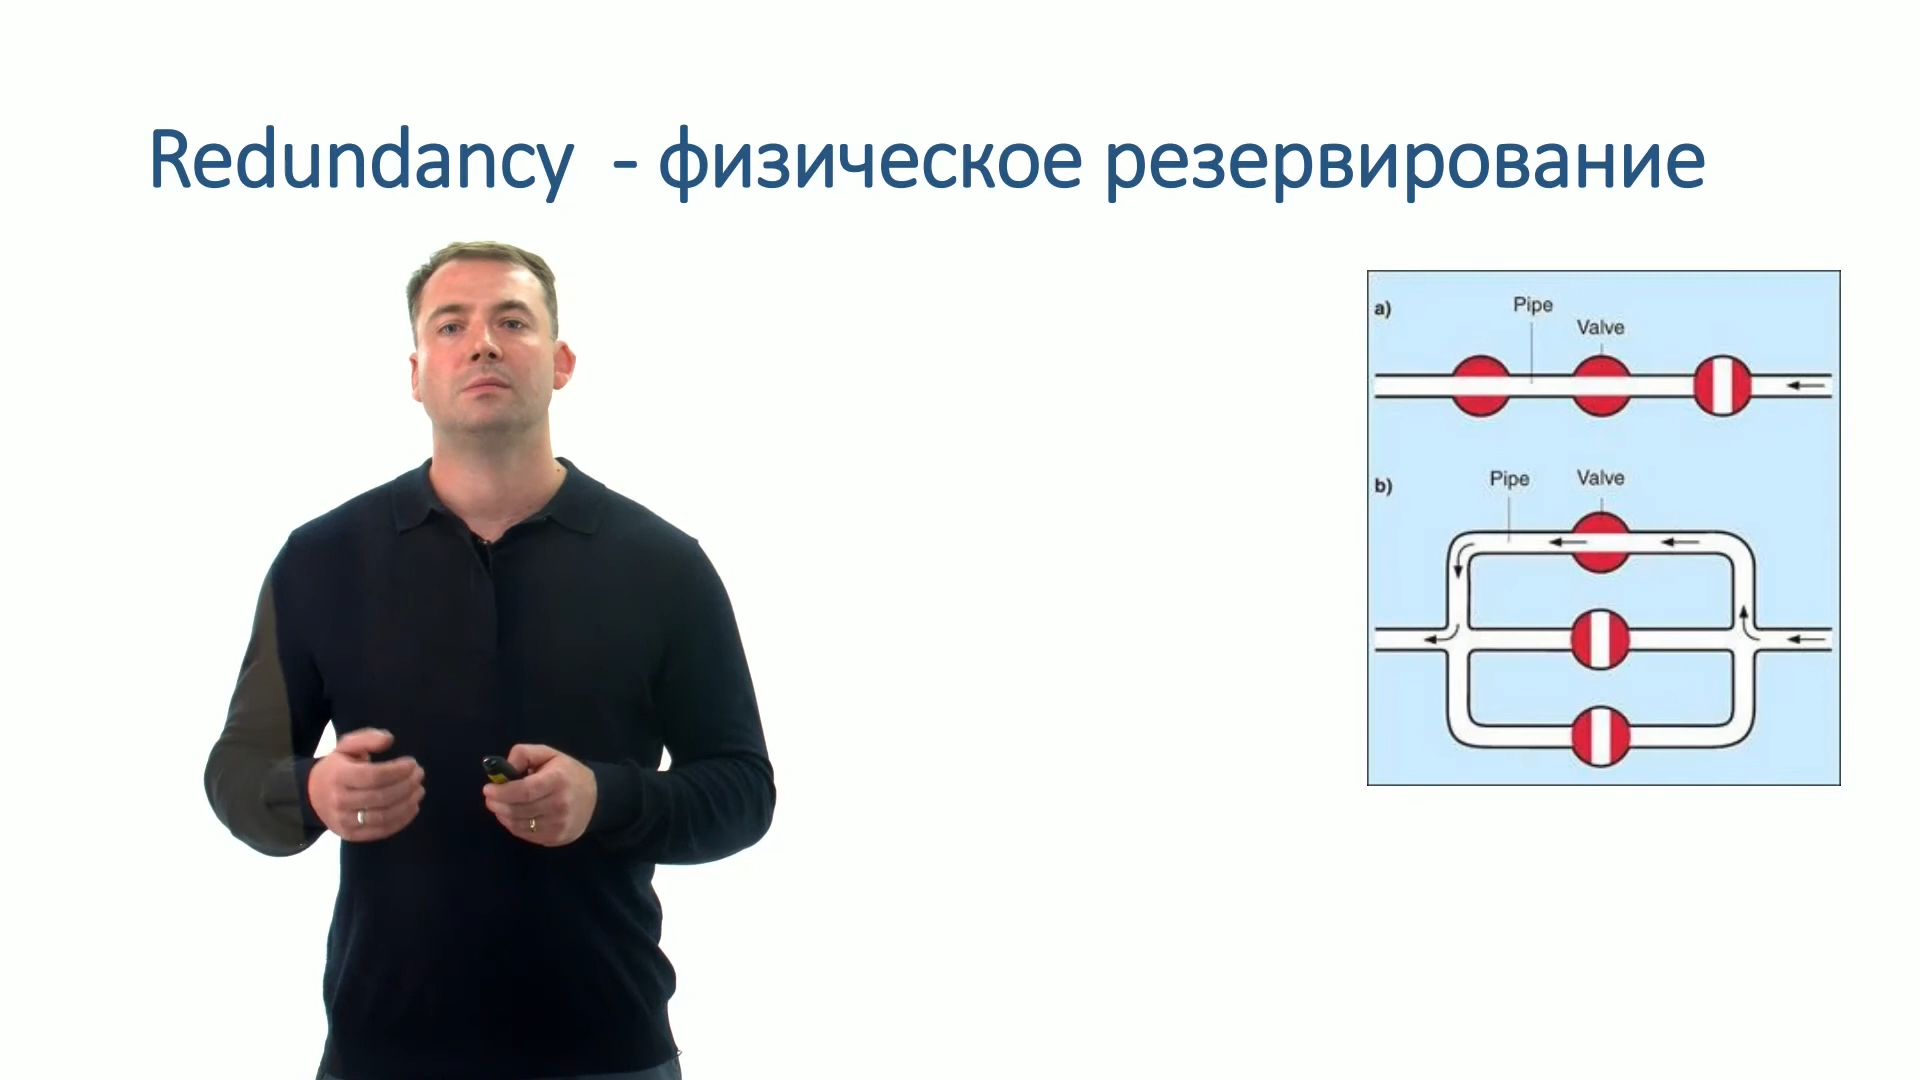 Redundancy - физическое резервирование
a)
Pipe
Valve
b)
Pipe
Valve